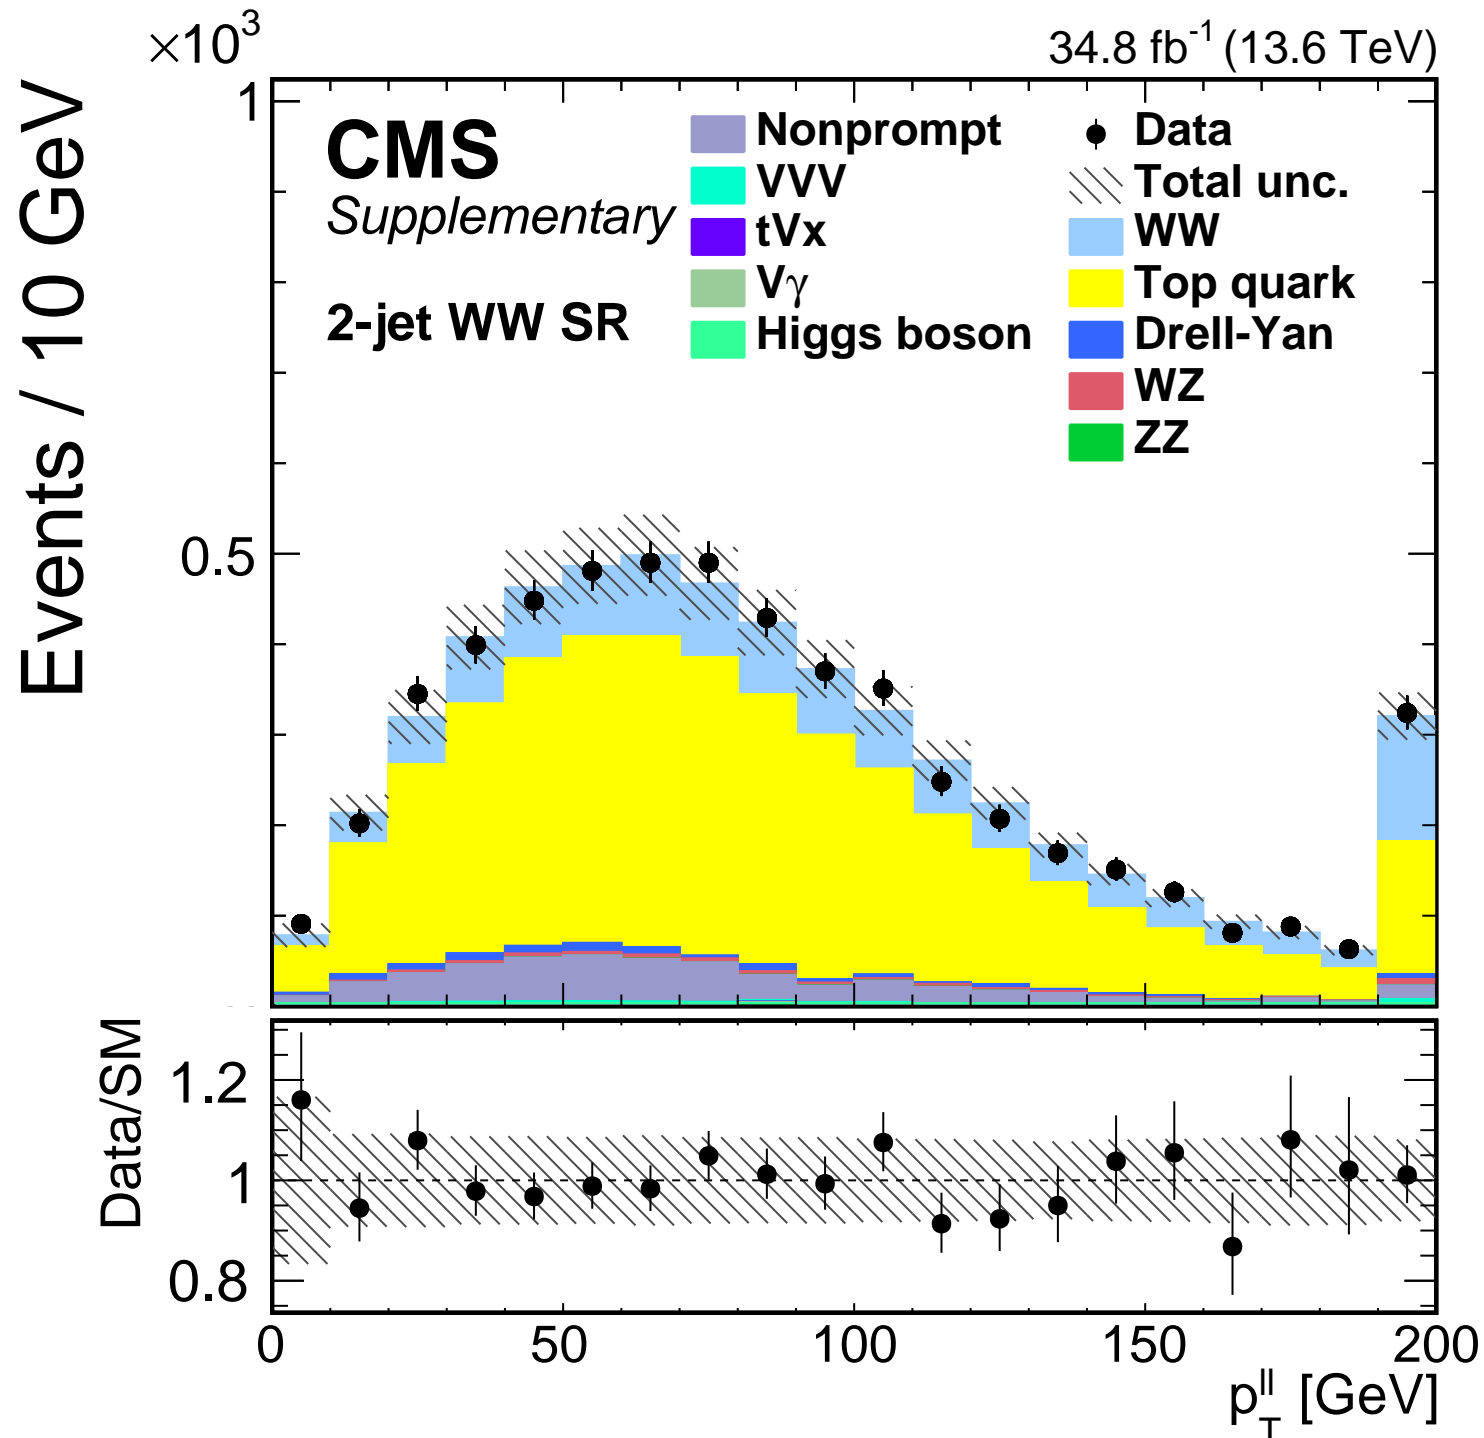 ×10³
34.8 fb⁻¹ (13.6 TeV)
Events / 10 GeV
1
0.5
CMS
Supplementary
2-jet WW SR
Nonprompt
VVV
tVx
Vγ
Higgs boson
Data
Total unc.
WW
Top quark
Drell-Yan
WZ
ZZ
Data/SM
1.2
1
0.8
0 50 100 150 200
p_T^ll [GeV]